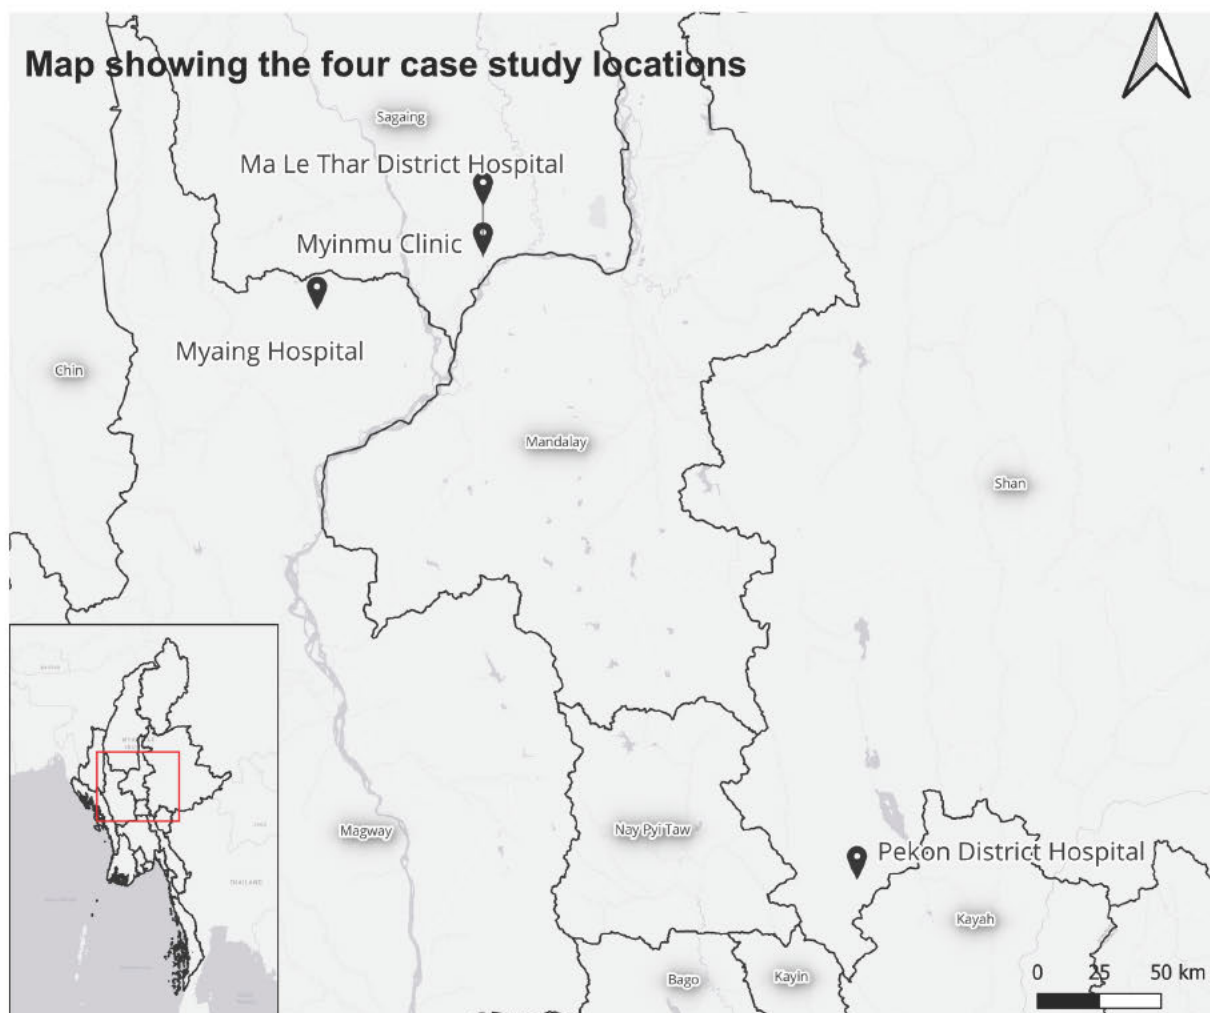 Map showing the four case study locations
Sagaing
Ma Le Thar District Hospital
Myinmu Clinic
Myaing Hospital
Chin
Mandalay
Shan
Magway
Nay Pyi Taw
Pekon District Hospital
Kayah
Bago
Kayin
0 25 50 km
THAILAND